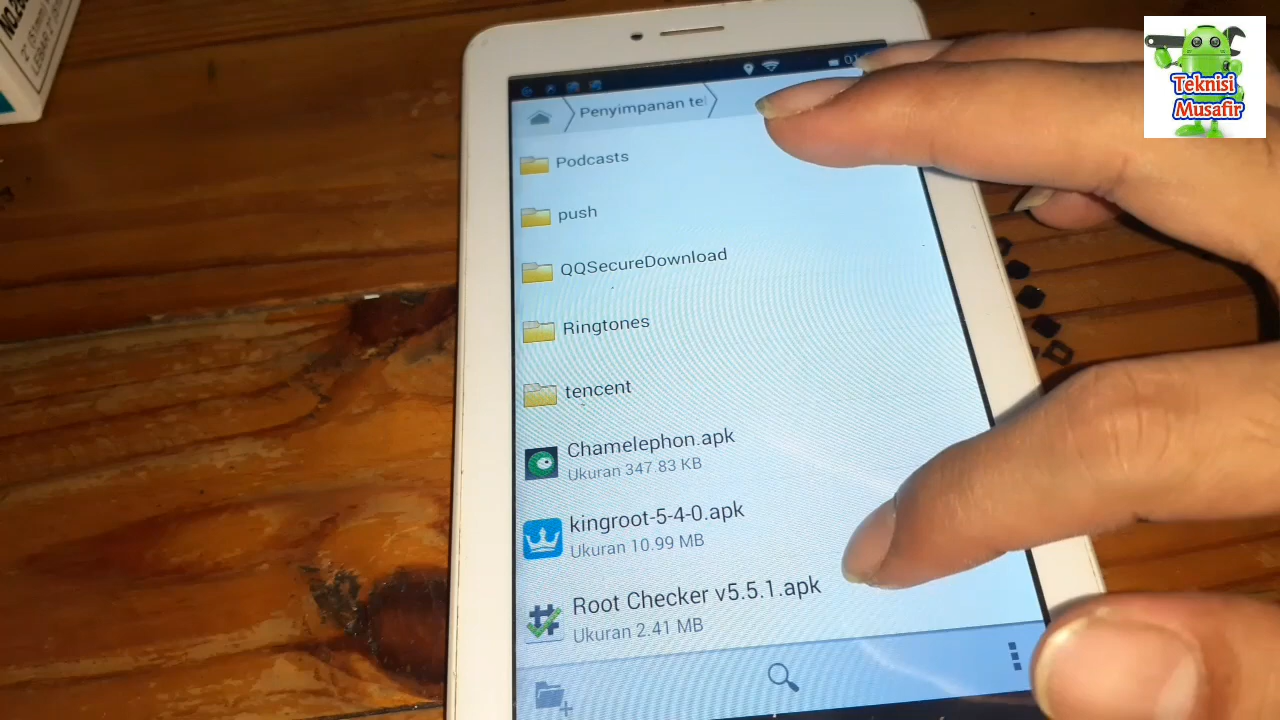 Penyimpanan tel
Podcasts
push
QQSecureDownload
Ringtones
tencent
Chamelephon.apk
Ukuran 347.83 KB
kingroot-5-4-0.apk
Ukuran 10.99 MB
Root Checker v5.5.1.apk
Ukuran 2.41 MB
Teknisi
Musafir